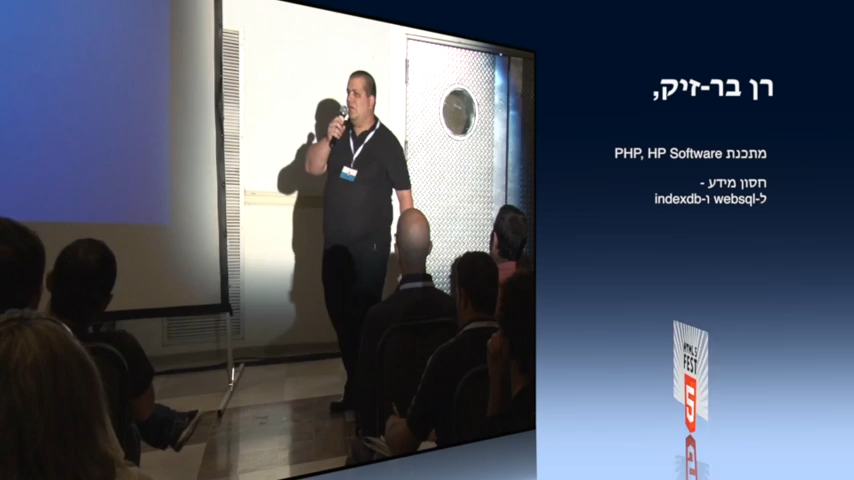 רן בר-זיק,
מתכנת PHP, HP Software
חסון מידע -
ל-websql ו-indexdb
HTML5
FEST
5